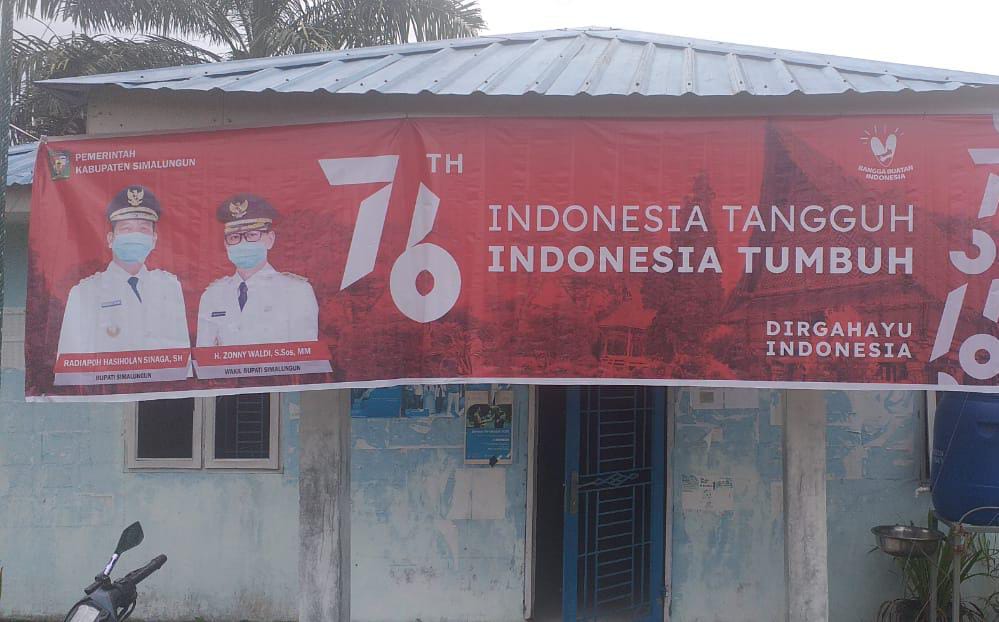 PEMERINTAH
KABUPATEN SIMALUNGUN
RADIAPOH HASIHOLAN SINAGA, SH
BUPATI SIMALUNGUN
H. ZONNY WALDI, S.Sos, MM
WAKIL BUPATI SIMALUNGUN
76 TH
INDONESIA TANGGUH
INDONESIA TUMBUH
BANGGA BUATAN
INDONESIA
DIRGAHAYU
INDONESIA